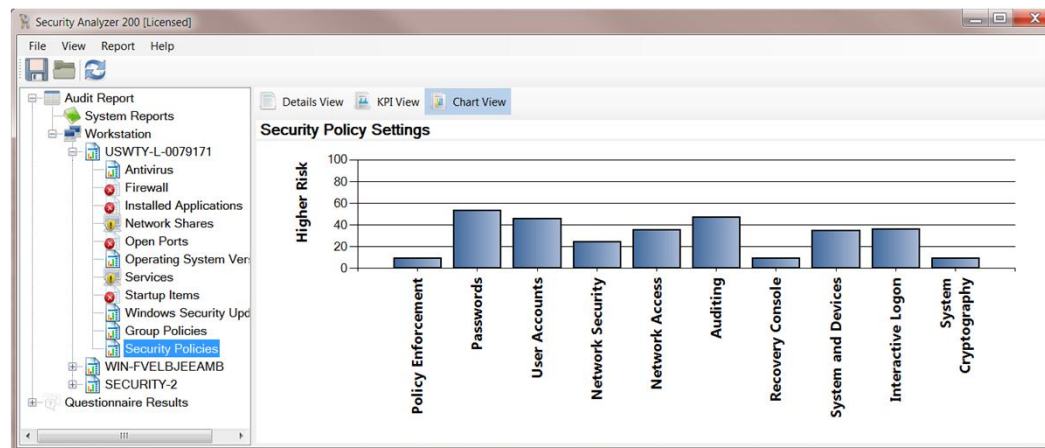 Security Analyzer 200 [Licensed]
File View Report Help
Audit Report
System Reports
Workstation
USWTY-L-0079171
Antivirus
Firewall
Installed Applications
Network Shares
Open Ports
Operating System Ver
Services
Startup Items
Windows Security Upd
Group Policies
Security Policies
WIN-FVELBJEEAMB
SECURITY-2
Questionnaire Results
Details View KPI View Chart View
Security Policy Settings
Higher Risk
100
80
60
40
20
0
Policy Enforcement
Passwords
User Accounts
Network Security
Network Access
Auditing
Recovery Console
System and Devices
Interactive Logon
System
Cryptography